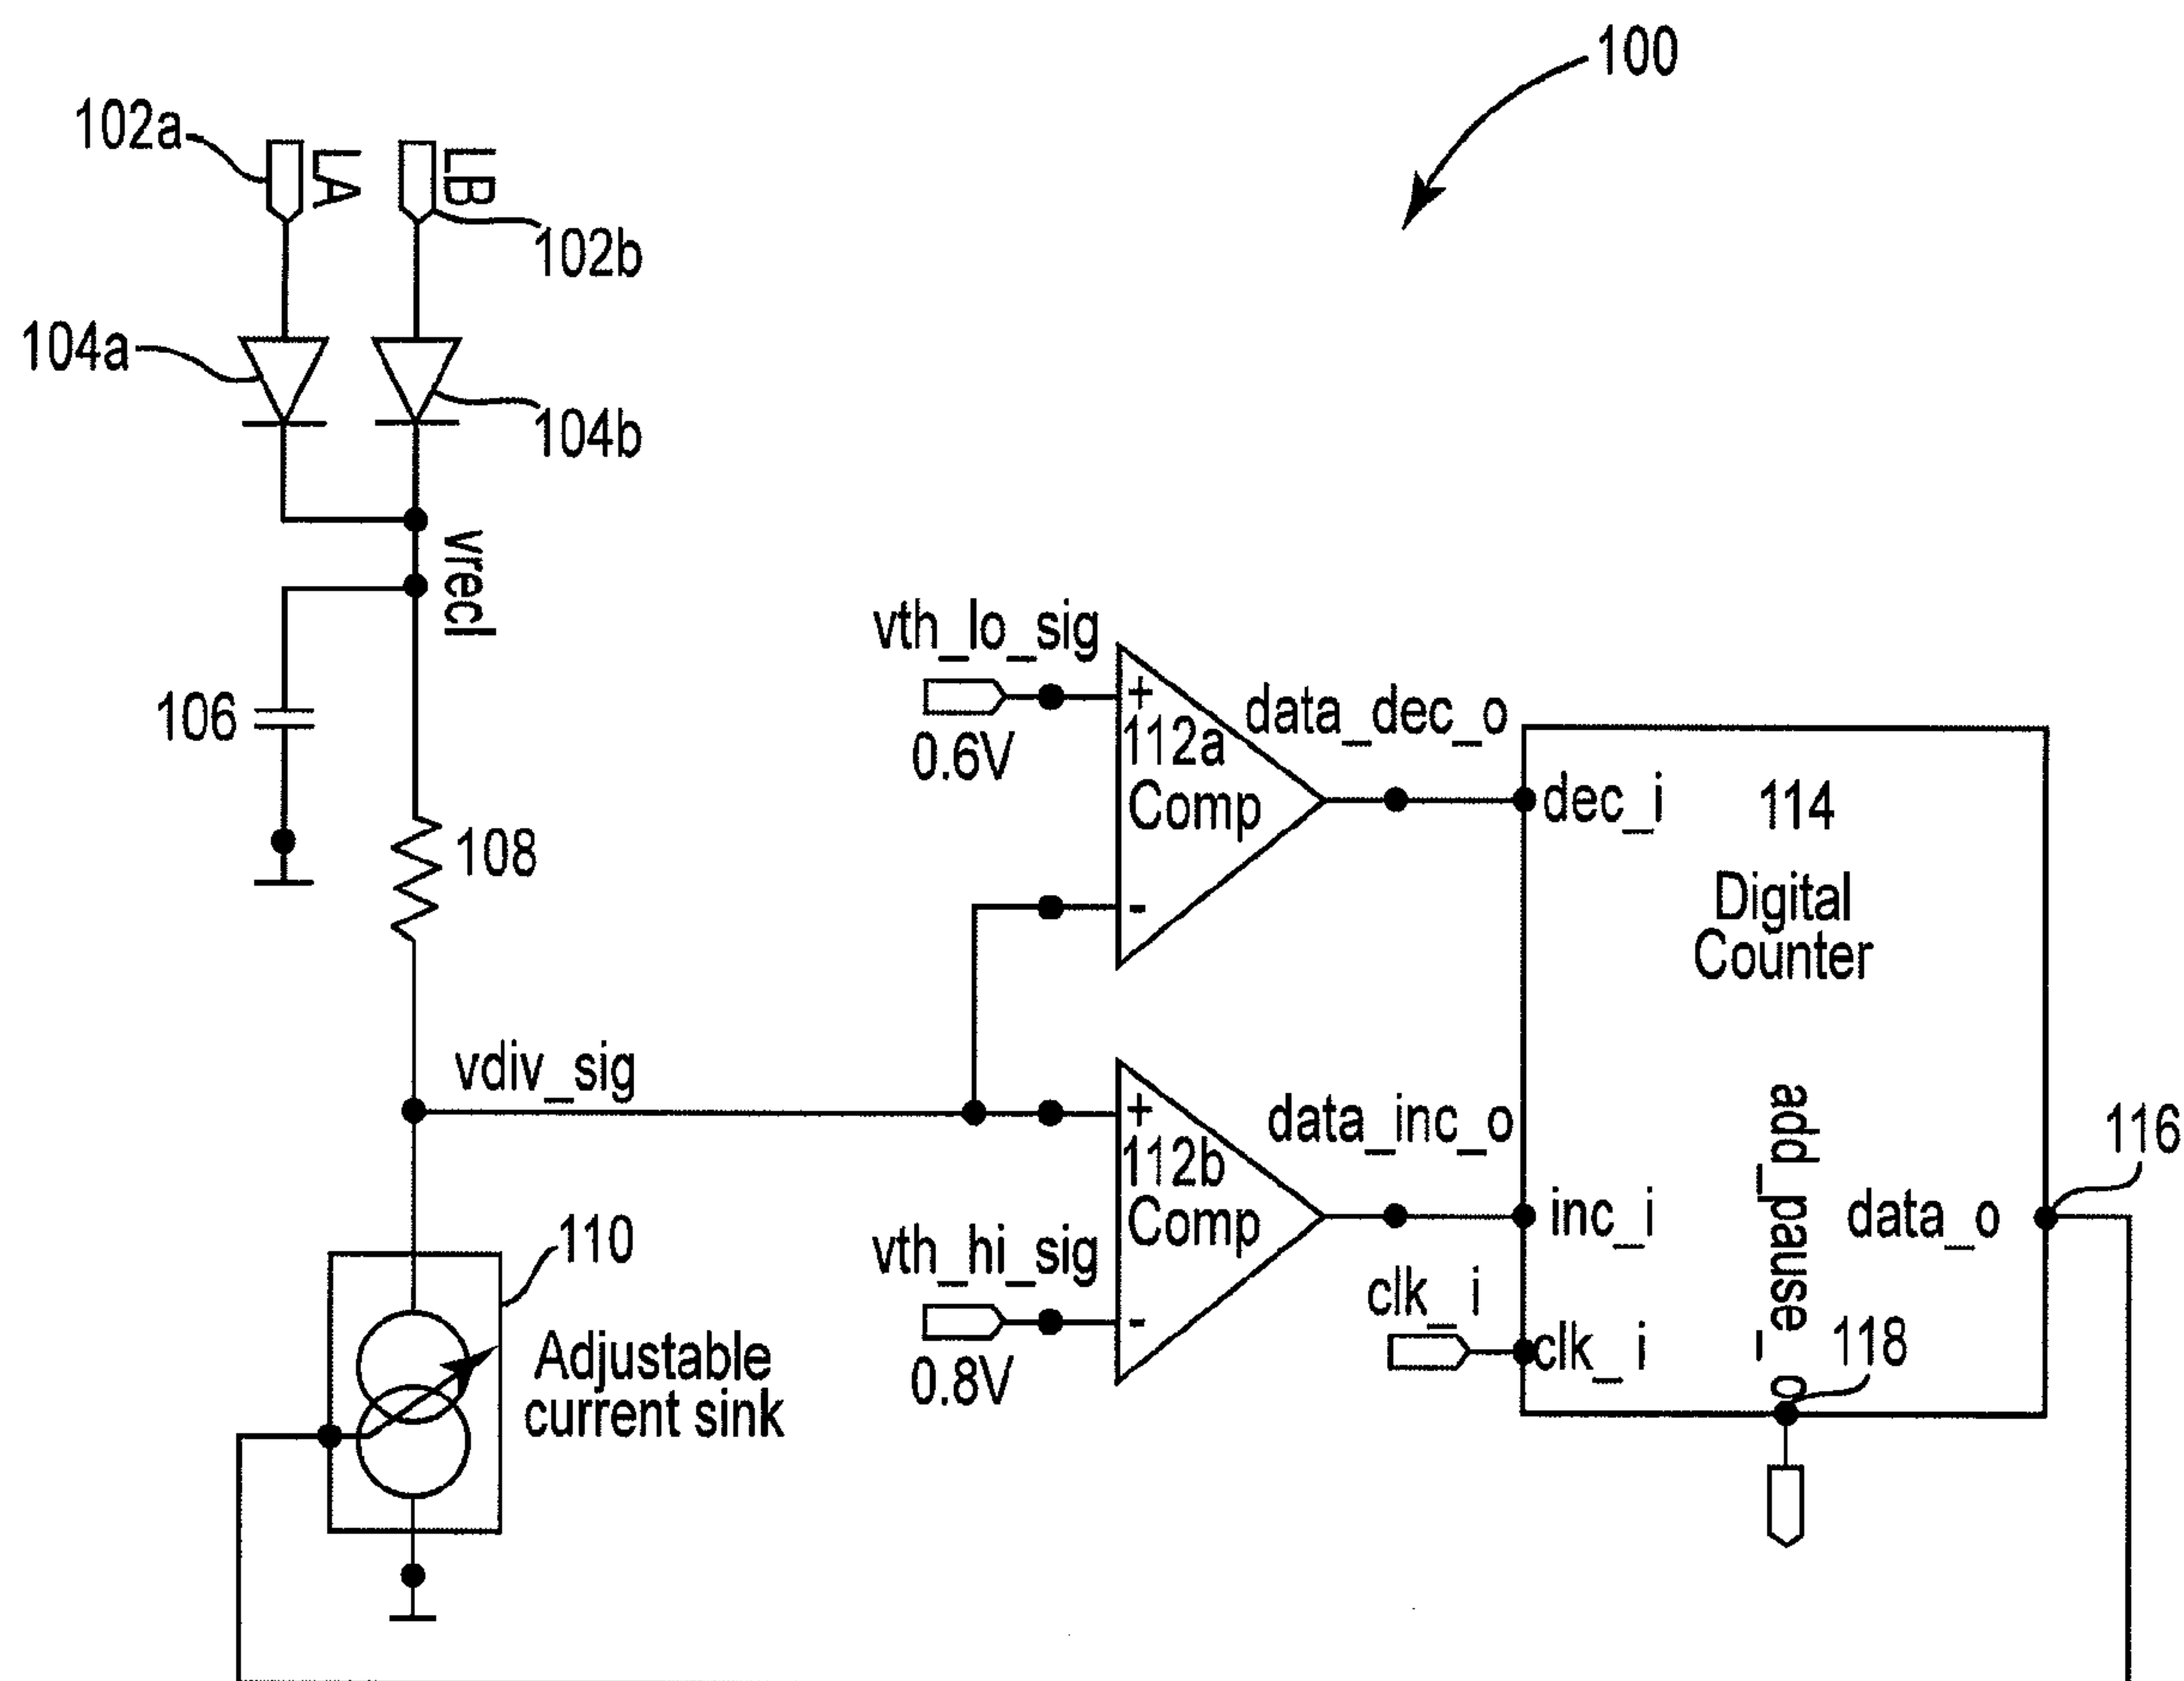 100
102a
LA
LB
102b
104a
104b
vrecl
106
108
vth_lo_sig
0.6V
+
112a
Comp
-
data_dec_o
dec_i
114
Digital
Counter
vdiv_sig
+
112b
Comp
-
data_inc_o
inc_i
vth_hi_sig
0.8V
clk_i
clk_i
add_pause_o
data_o
116
118
110
Adjustable
current sink